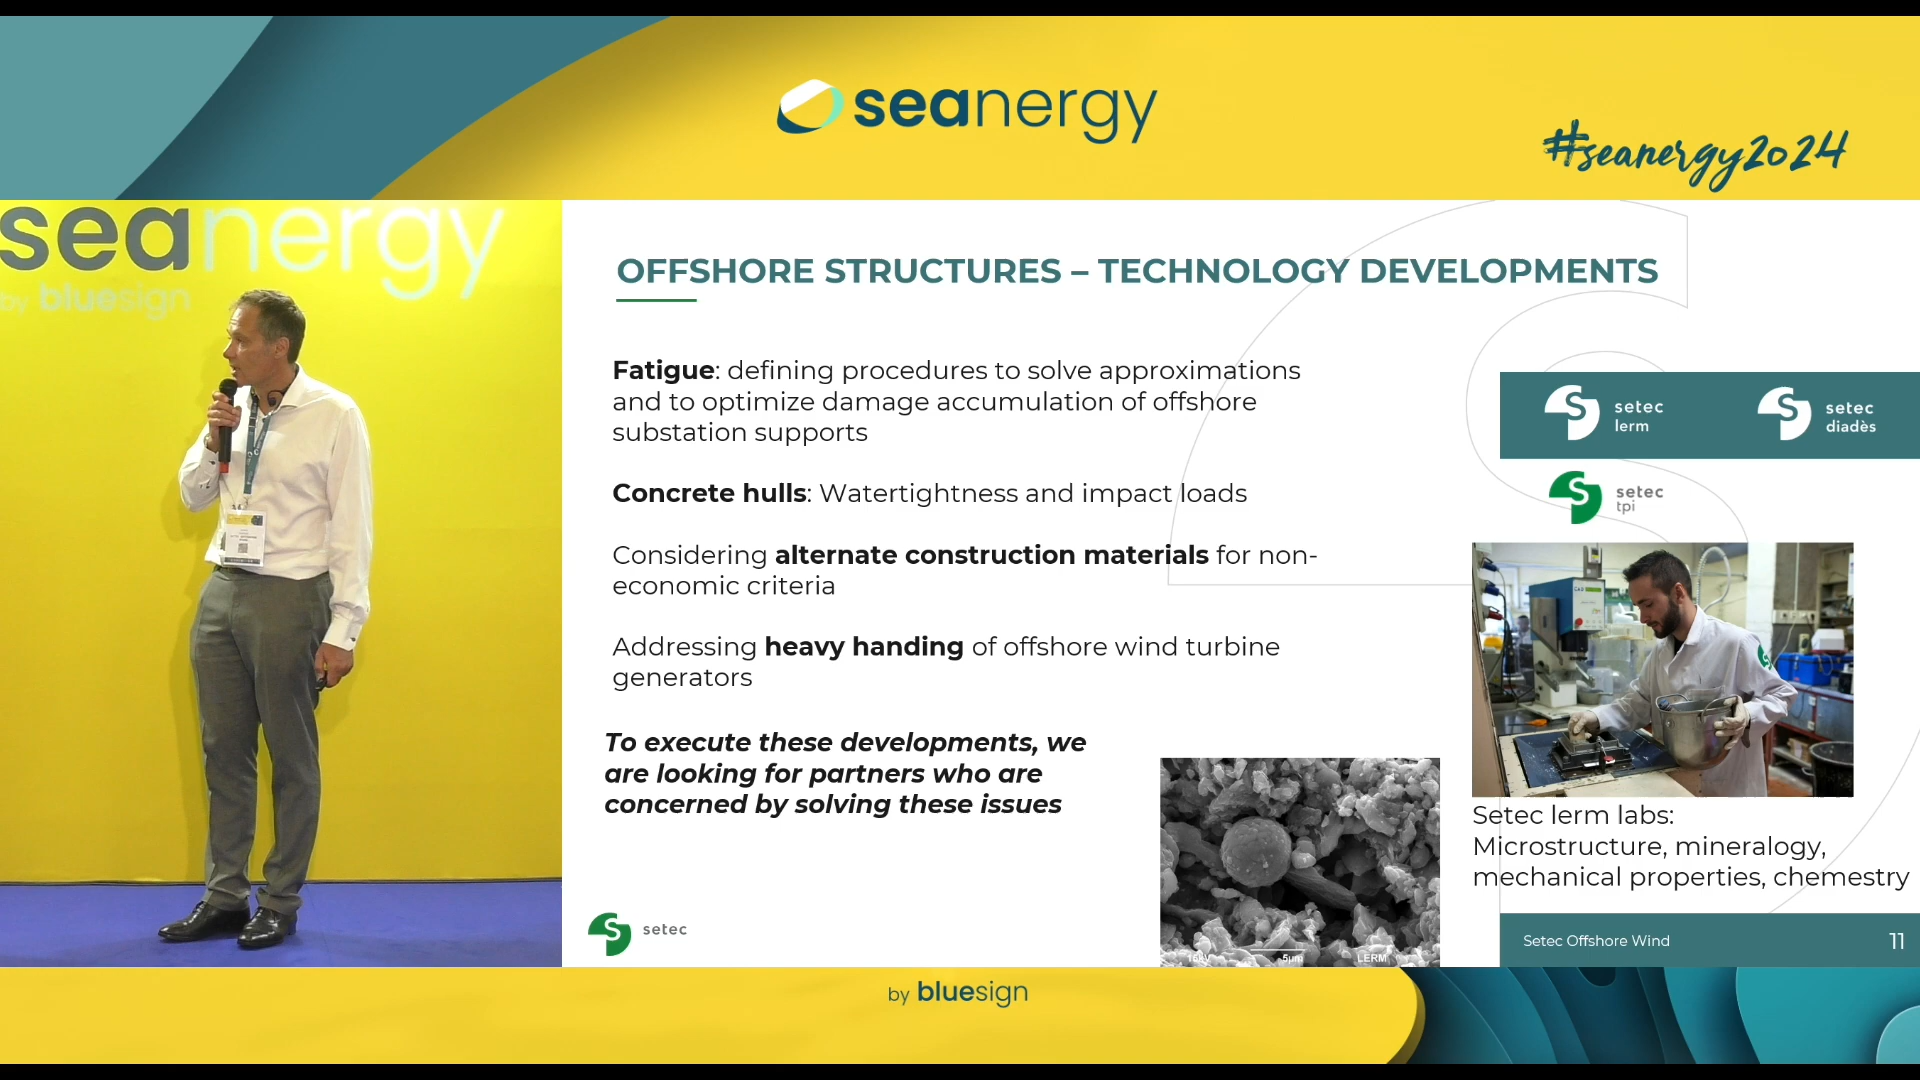 seanergy
#seanergy2024
seanergy
by bluesign
OFFSHORE STRUCTURES – TECHNOLOGY DEVELOPMENTS
Fatigue: defining procedures to solve approximations
and to optimize damage accumulation of offshore
substation supports
Concrete hulls: Watertightness and impact loads
Considering alternate construction materials for non-
economic criteria
Addressing heavy handing of offshore wind turbine
generators
To execute these developments, we
are looking for partners who are
concerned by solving these issues
setec
lerm
setec
diadès
setec
tpi
Setec lerm labs:
Microstructure, mineralogy,
mechanical properties, chemestry
15kV 5µm LERM
setec
Setec Offshore Wind 11
by bluesign